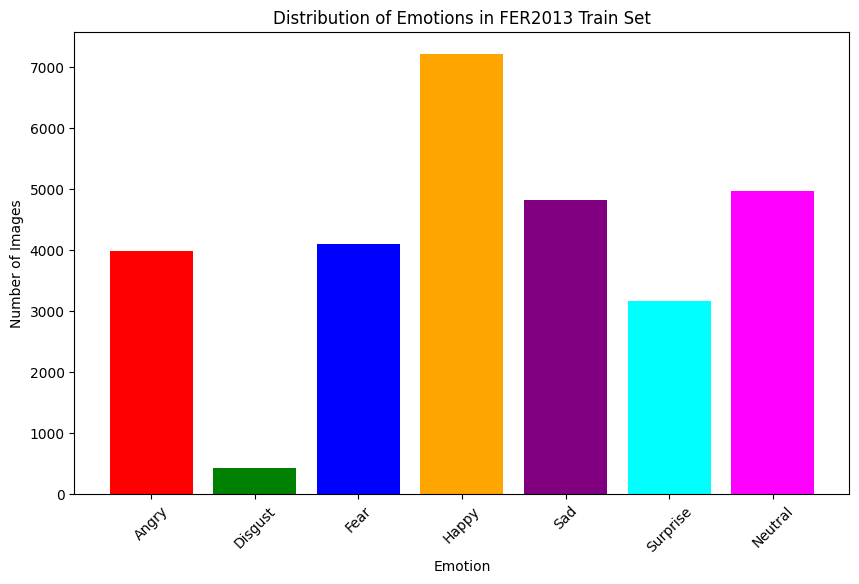 Distribution of Emotions in FER2013 Train Set
Number of Images
7000
6000
5000
4000
3000
2000
1000
0
Angry
Disgust
Fear
Happy
Sad
Surprise
Neutral
Emotion